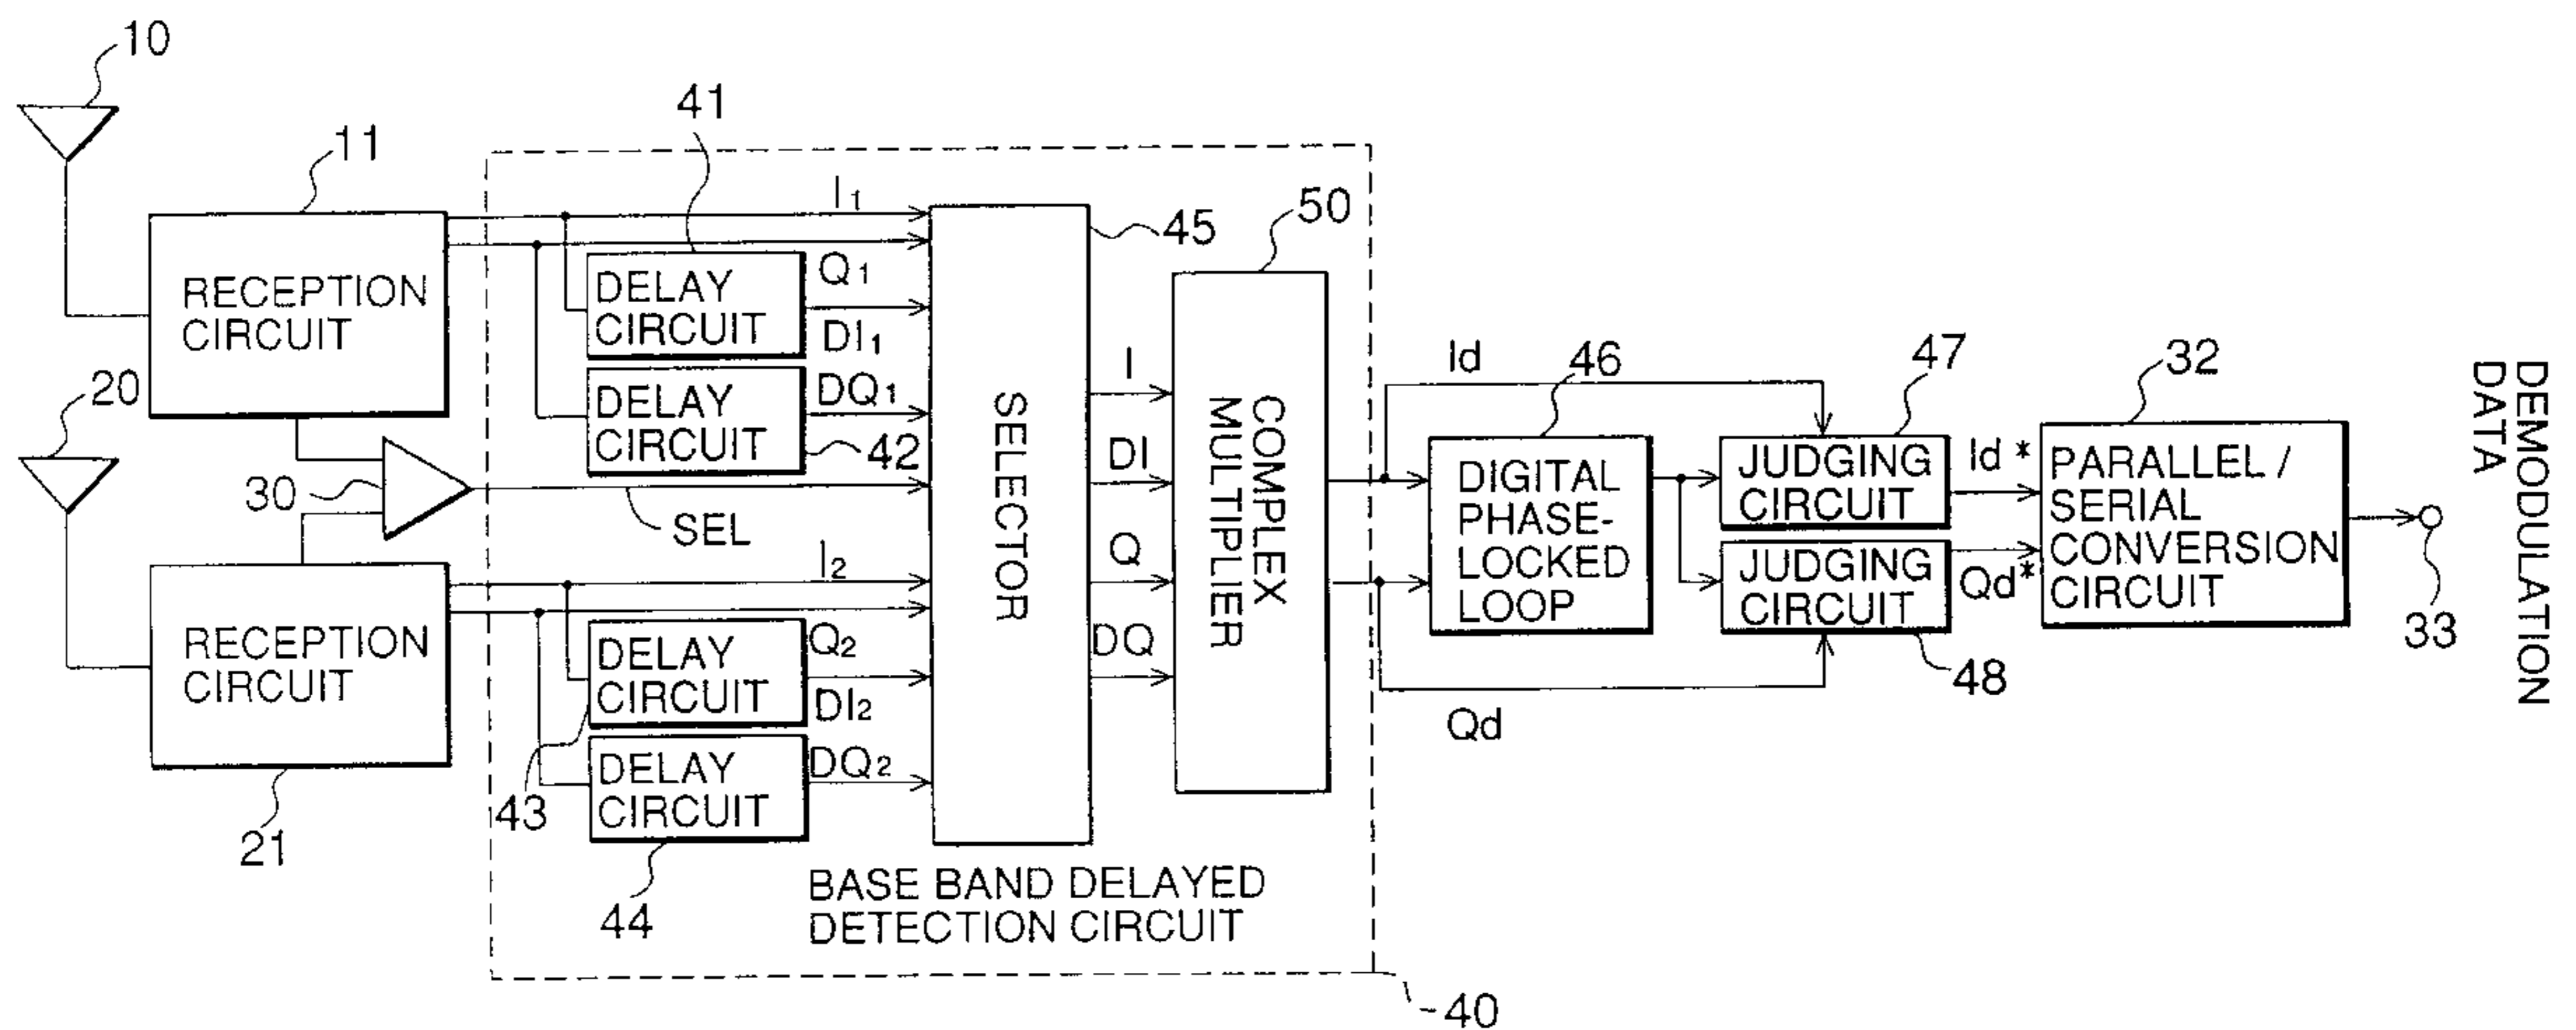 10
11
RECEPTION
CIRCUIT
20
30
RECEPTION
CIRCUIT
21
41
I1
Q1
DELAY
CIRCUIT
DI1
DELAY
CIRCUIT
DQ1
42
SEL
I2
Q2
DELAY
CIRCUIT
DI2
43
DELAY
CIRCUIT
DQ2
44
SELECTOR
45
I
DI
Q
DQ
COMPLEX
MULTIPLIER
50
BASE BAND DELAYED
DETECTION CIRCUIT
40
Id
46
DIGITAL
PHASE-
LOCKED
LOOP
Qd
47
JUDGING
CIRCUIT
Id*
JUDGING
CIRCUIT
Qd*
48
32
PARALLEL /
SERIAL
CONVERSION
CIRCUIT
33
DEMODULATION
DATA